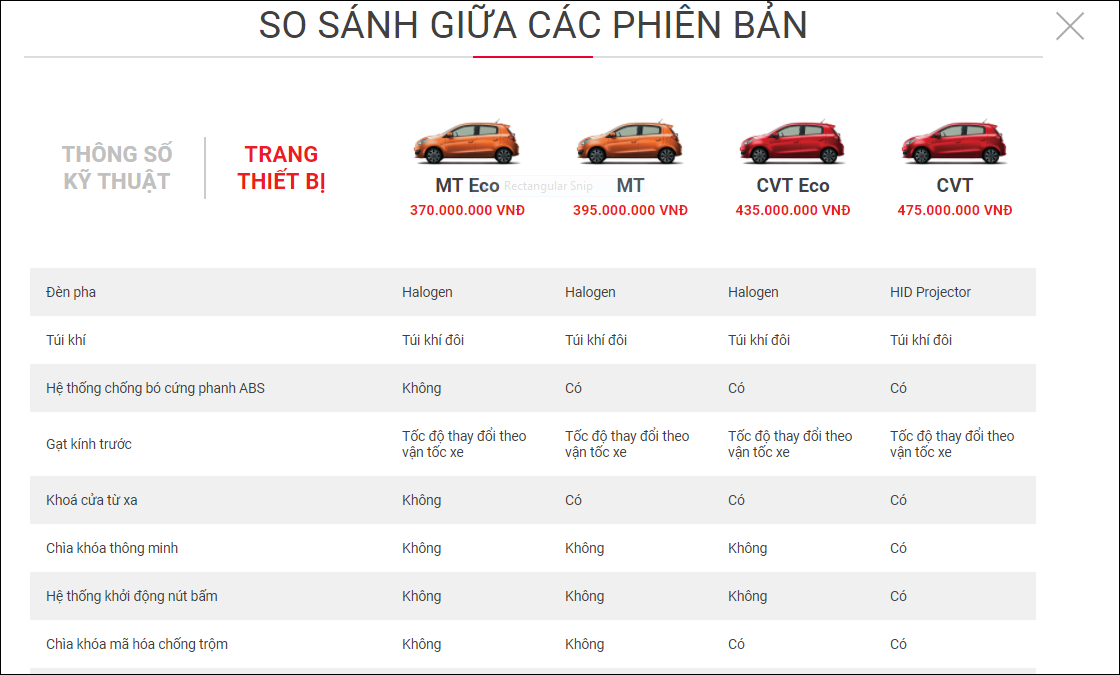 SO SÁNH GIỮA CÁC PHIÊN BẢN
THÔNG SỐ
KỸ THUẬT
TRANG
THIẾT BỊ
MT Eco Rectangular Snip MT CVT Eco CVT
370.000.000 VNĐ 395.000.000 VNĐ 435.000.000 VNĐ 475.000.000 VNĐ
Đèn pha Halogen Halogen Halogen HID Projector
Túi khí Túi khí đôi Túi khí đôi Túi khí đôi Túi khí đôi
Hệ thống chống bó cứng phanh ABS Không Có Có Có
Gạt kính trước Tốc độ thay đổi theo vận tốc xe Tốc độ thay đổi theo vận tốc xe Tốc độ thay đổi theo vận tốc xe Tốc độ thay đổi theo vận tốc xe
Khoá cửa từ xa Không Có Có Có
Chìa khóa thông minh Không Không Không Có
Hệ thống khởi động nút bấm Không Không Không Có
Chìa khóa mã hóa chống trộm Không Không Có Có